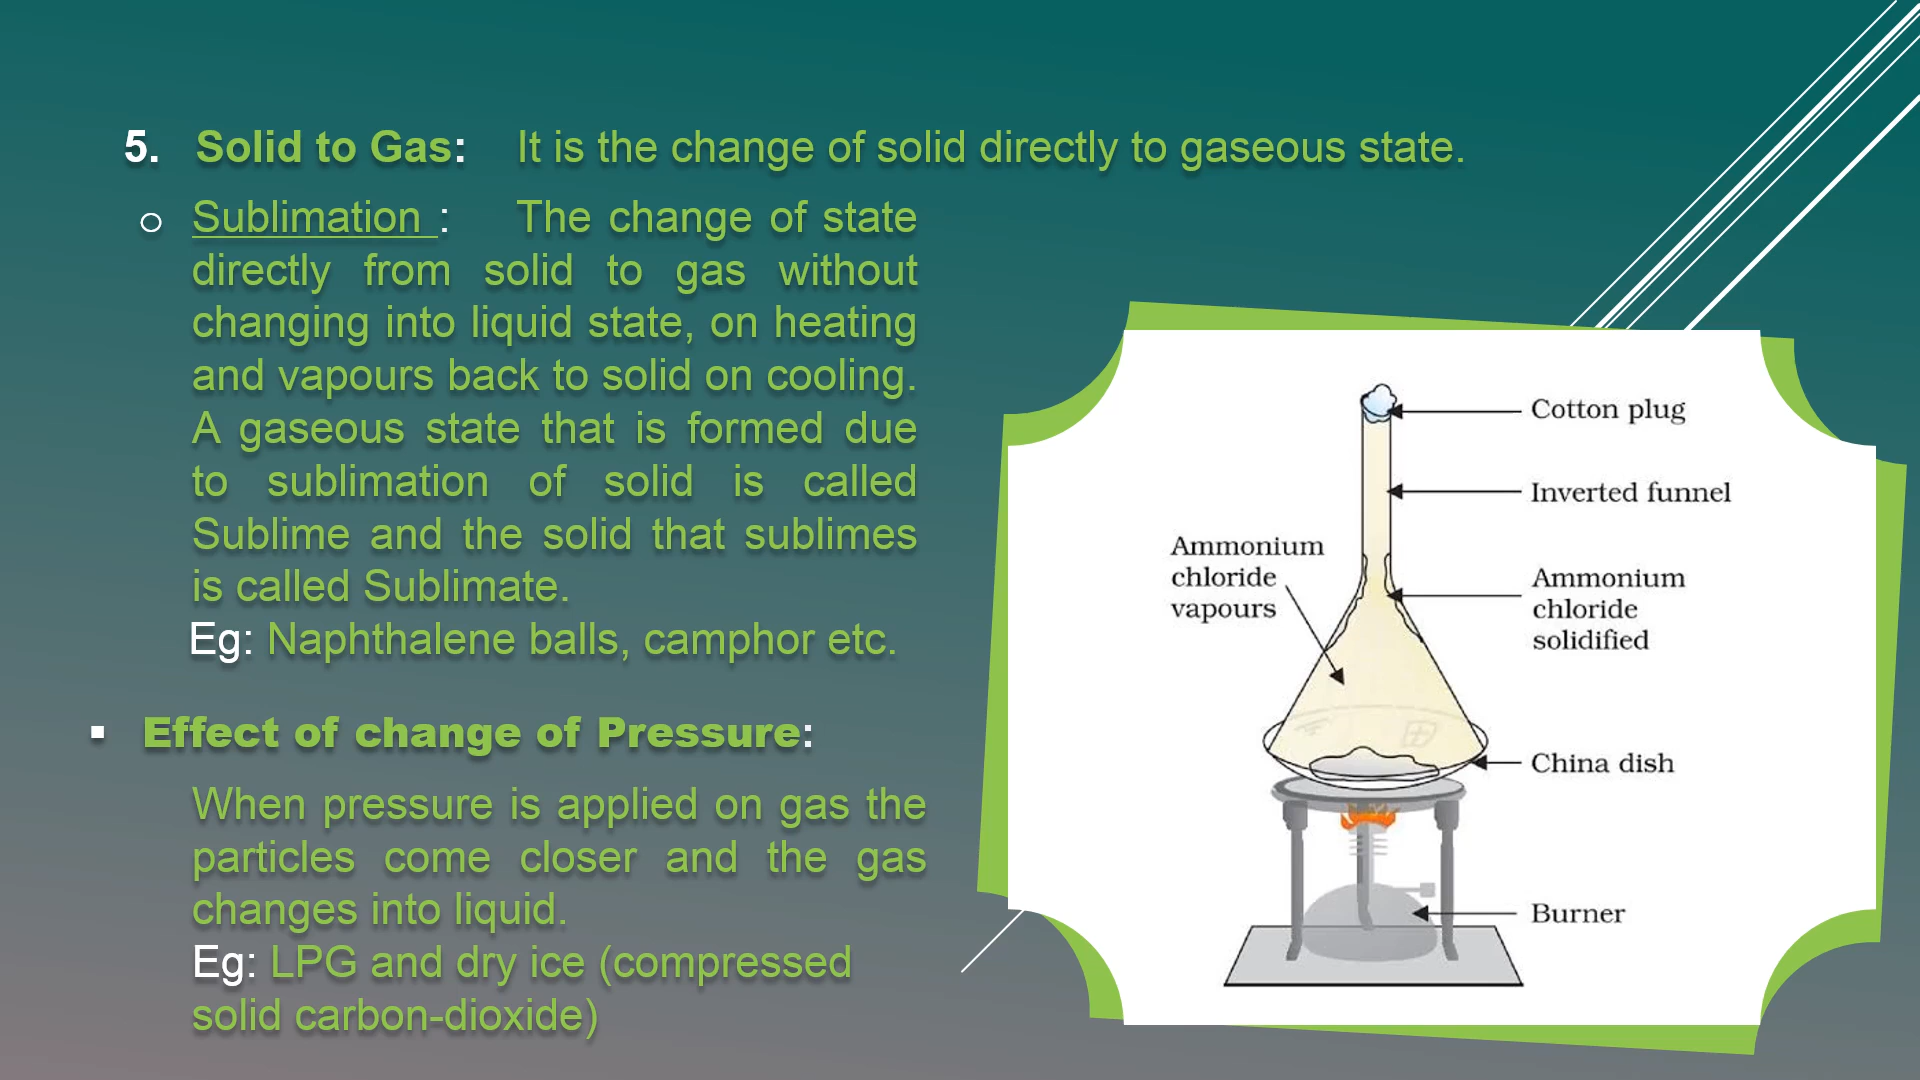 5. Solid to Gas: It is the change of solid directly to gaseous state.
o Sublimation : The change of state
directly from solid to gas without
changing into liquid state, on heating
and vapours back to solid on cooling.
A gaseous state that is formed due
to sublimation of solid is called
Sublime and the solid that sublimes
is called Sublimate.
Eg: Naphthalene balls, camphor etc.
▪ Effect of change of Pressure:
When pressure is applied on gas the
particles come closer and the gas
changes into liquid.
Eg: LPG and dry ice (compressed
solid carbon-dioxide)
Cotton plug
Inverted funnel
Ammonium
chloride
vapours
Ammonium
chloride
solidified
China dish
Burner